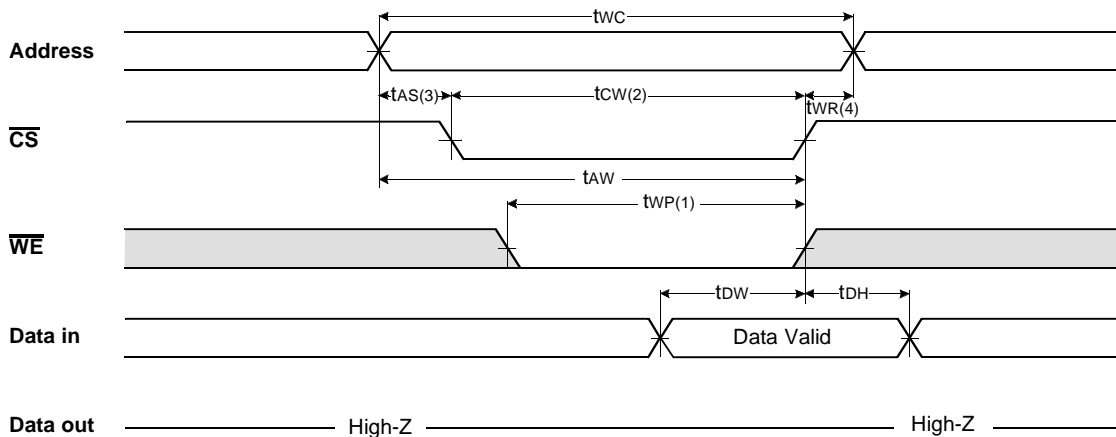 tWC
Address
tAS(3) tCW(2) tWR(4)
CS
tAW
tWP(1)
WE
tDW tDH
Data in Data Valid
Data out High-Z High-Z